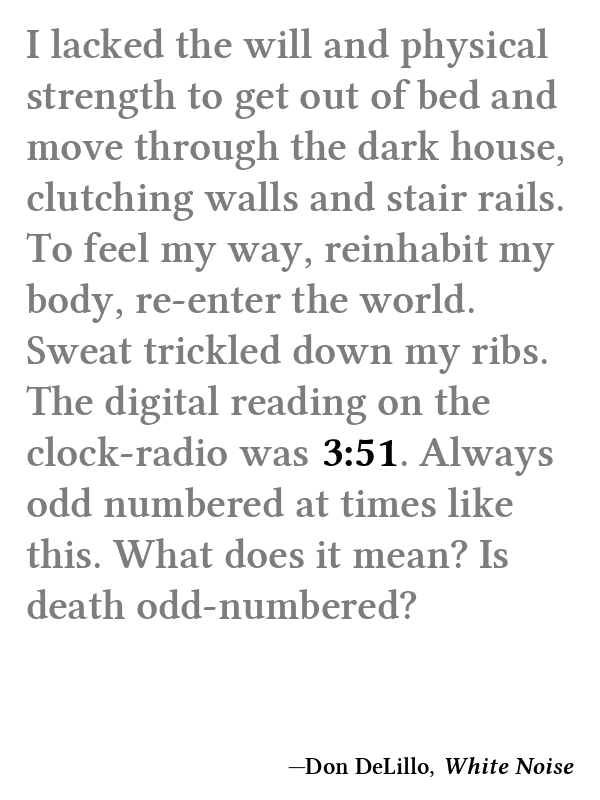 I lacked the will and physical
strength to get out of bed and
move through the dark house,
clutching walls and stair rails.
To feel my way, reinhabit my
body, re-enter the world.
Sweat trickled down my ribs.
The digital reading on the
clock-radio was 3:51. Always
odd numbered at times like
this. What does it mean? Is
death odd-numbered?
—Don DeLillo, White Noise